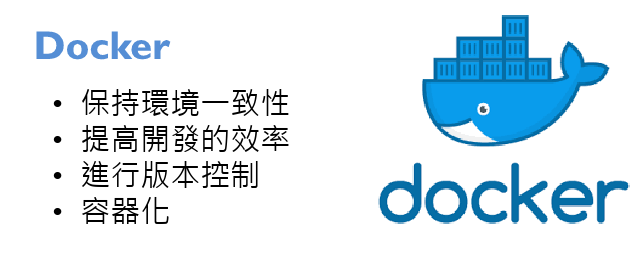 Docker
• 保持環境一致性
• 提高開發的效率
• 進行版本控制
• 容器化
docker